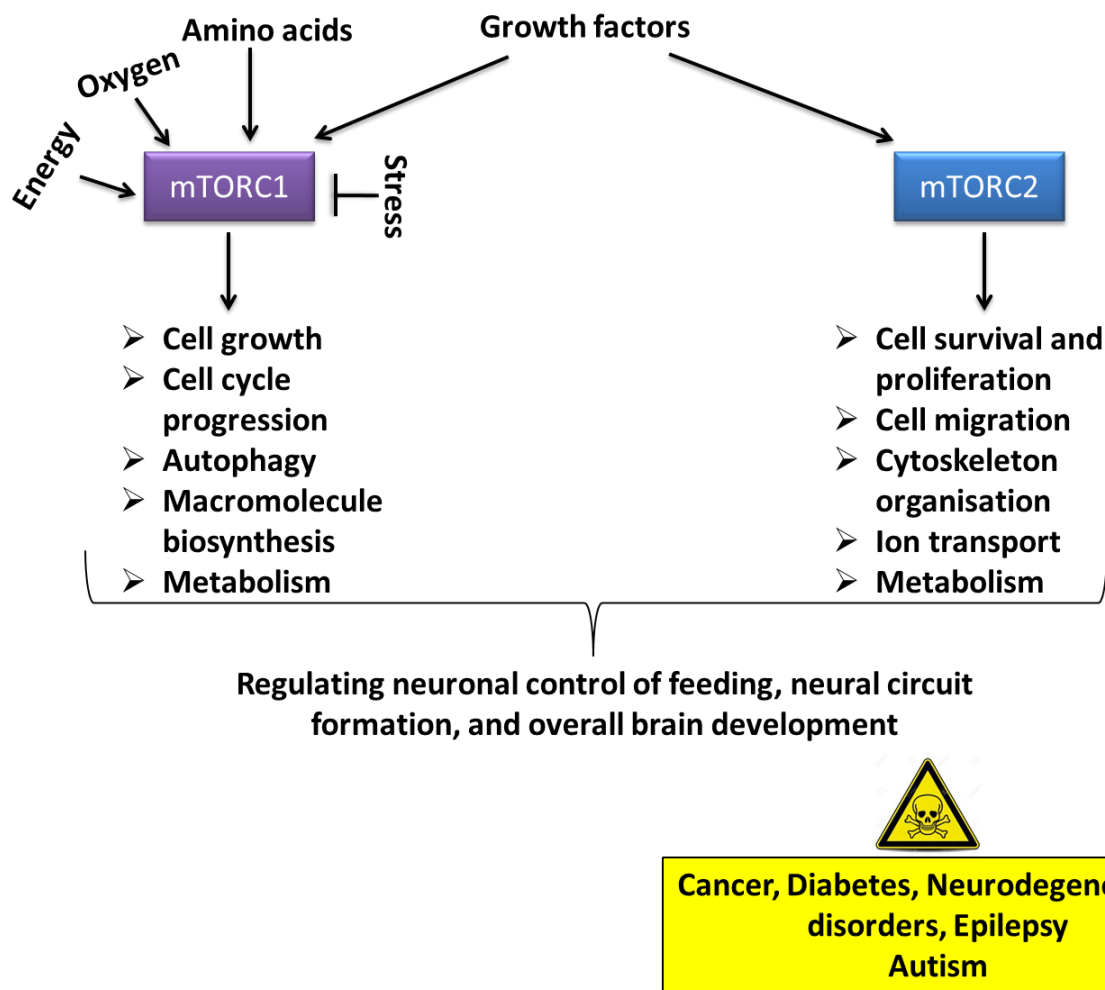 Amino acids
Growth factors
Oxygen
Energy
mTORC1
Stress
mTORC2
Cell growth
Cell cycle
progression
Autophagy
Macromolecule
biosynthesis
Metabolism
Cell survival and
proliferation
Cell migration
Cytoskeleton
organisation
Ion transport
Metabolism
Regulating neuronal control of feeding, neural circuit
formation, and overall brain development
Cancer, Diabetes,
disorders, Epilepsy
Autism